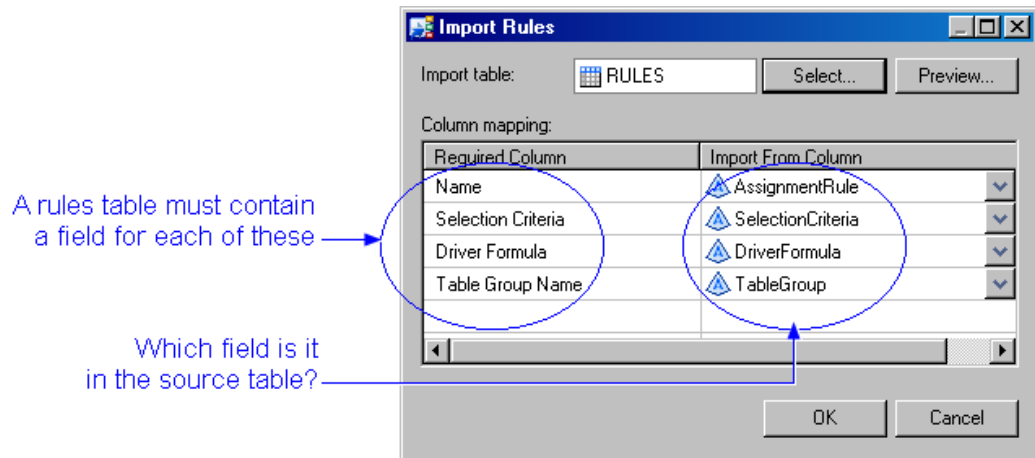 Import Rules
Import table: RULES Select... Preview...
Column mapping:
Required Column Import From Column
Name AssignmentRule
Selection Criteria SelectionCriteria
Driver Formula DriverFormula
Table Group Name TableGroup
A rules table must contain
a field for each of these
Which field is it
in the source table?
OK Cancel